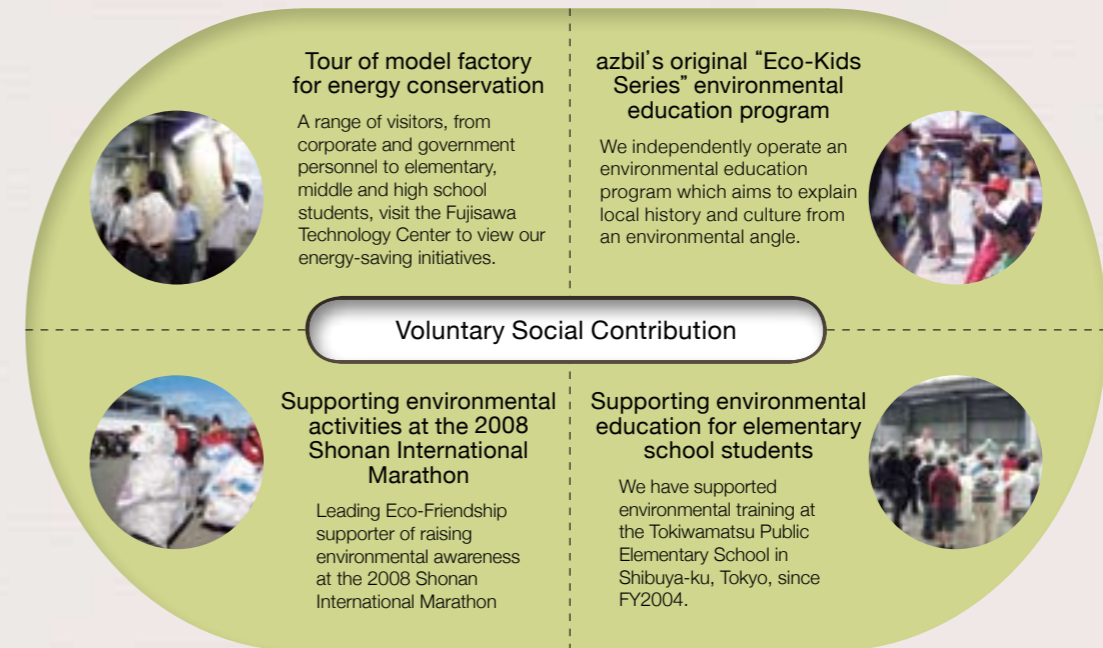 Tour of model factory
for energy conservation
A range of visitors, from
corporate and government
personnel to elementary,
middle and high school
students, visit the Fujisawa
Technology Center to view our
energy-saving initiatives.
azbil's original "Eco-Kids
Series" environmental
education program
We independently operate an
environmental education
program which aims to explain
local history and culture from
an environmental angle.
Voluntary Social Contribution
Supporting environmental
activities at the 2008
Shonan International
Marathon
Leading Eco-Friendship
supporter of raising
environmental awareness
at the 2008 Shonan
International Marathon
Supporting environmental
education for elementary
school students
We have supported
environmental training at
the Tokiwamatsu Public
Elementary School in
Shibuya-ku, Tokyo, since
FY2004.